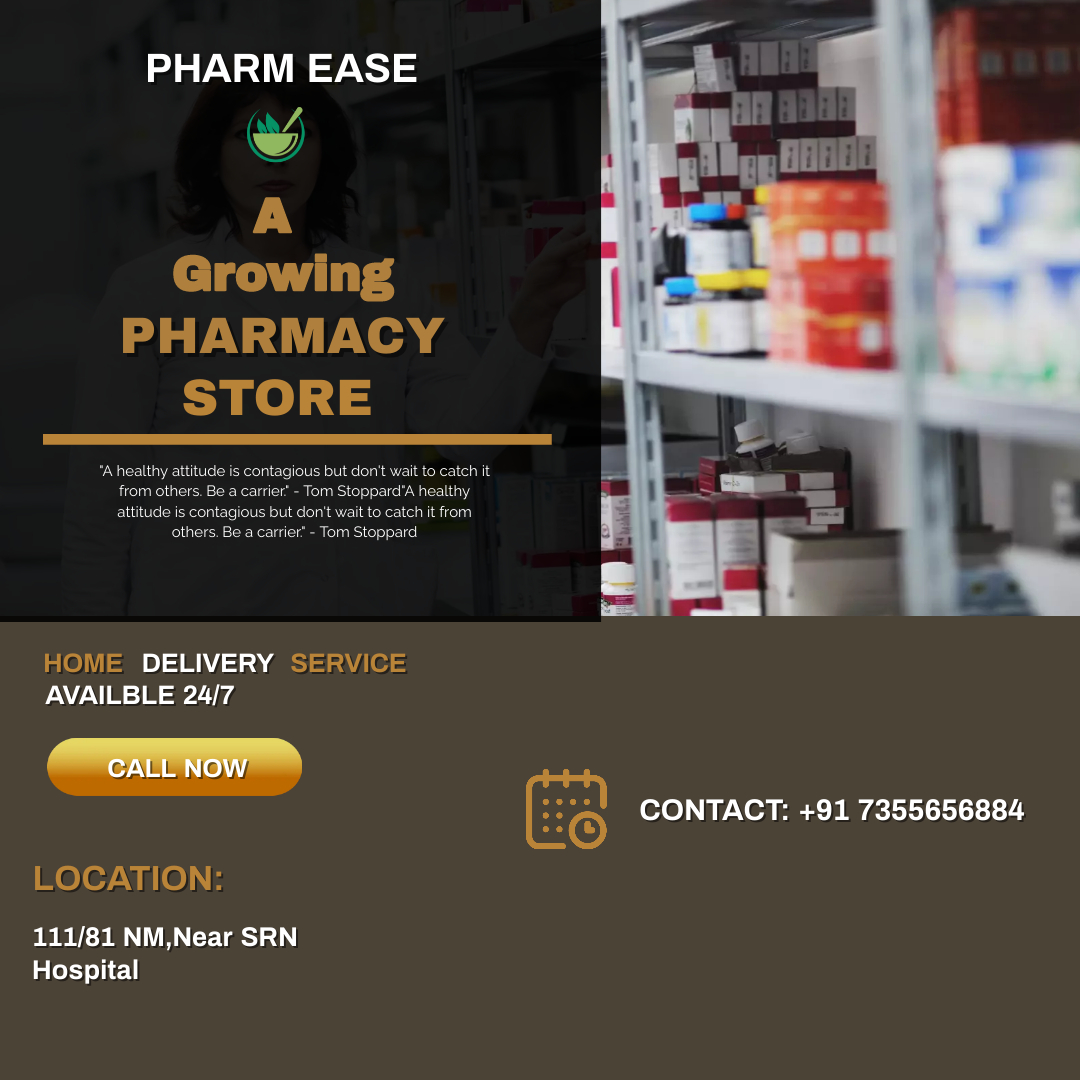 PHARM EASE
A
Growing
PHARMACY
STORE
"A healthy attitude is contagious but don't wait to catch it
from others. Be a carrier." - Tom Stoppard"A healthy
attitude is contagious but don't wait to catch it from
others. Be a carrier." - Tom Stoppard
HOME DELIVERY SERVICE
AVAILBLE 24/7
CALL NOW
CONTACT: +91 7355656884
LOCATION:
111/81 NM,Near SRN
Hospital